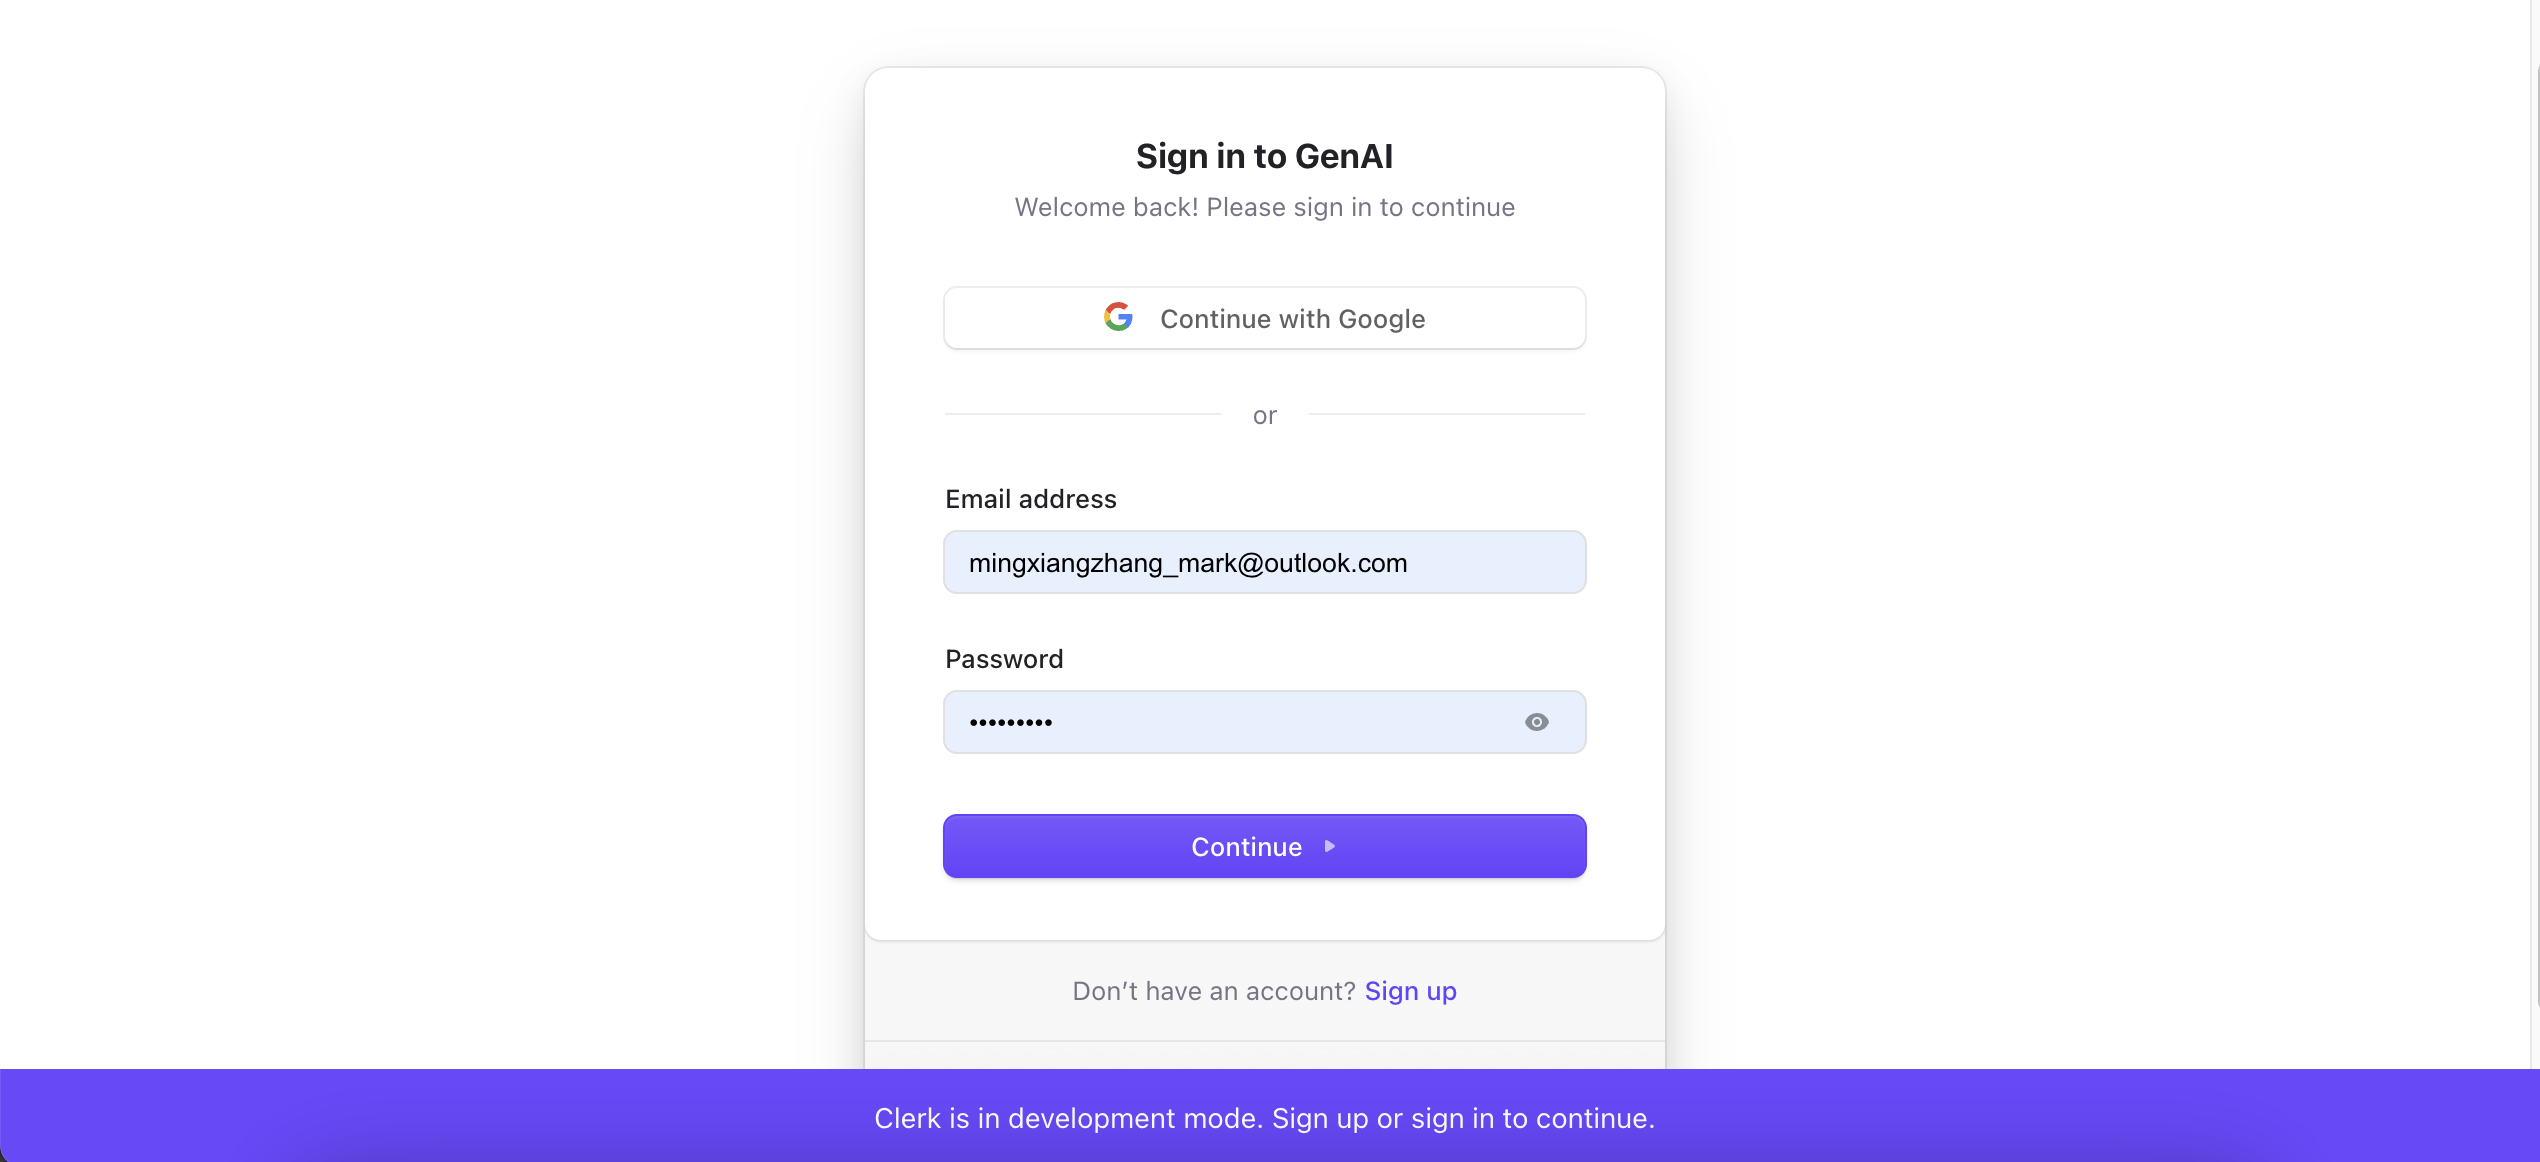 Sign in to GenAI
Welcome back! Please sign in to continue
Continue with Google
or
Email address
mingxiangzhang_mark@outlook.com
Password
•••••••••
Continue
Don’t have an account? Sign up
Clerk is in development mode. Sign up or sign in to continue.